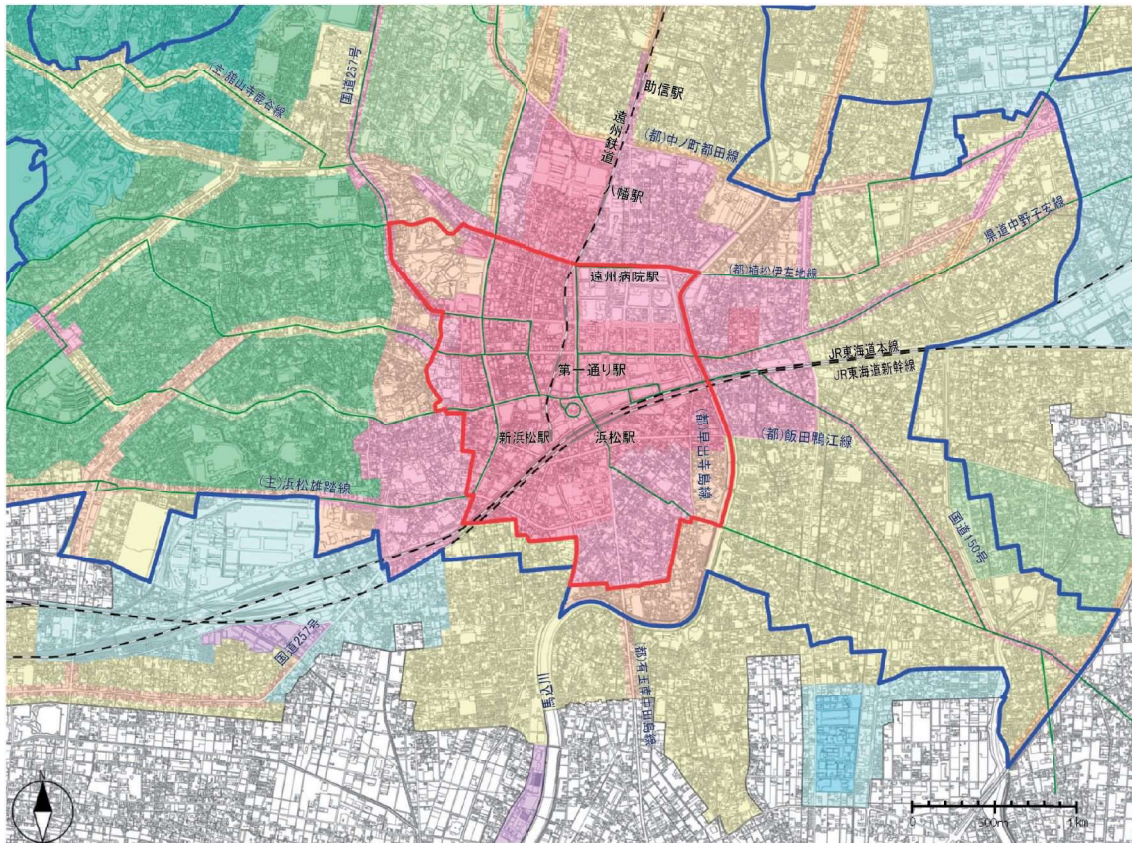 国道257号
(主)舘山寺鹿谷線
助信駅
遠州鉄道
(都)中ノ町都田線
八幡駅
県道中野子安線
遠州病院駅
(都)植松伊左地線
JR東海道本線
JR東海道新幹線
第一通り駅
新浜松駅
浜松駅
(都)早出寺島線
(都)飯田鴨江線
(主)浜松雄踏線
国道150号
国道257号
馬込川
(都)有玉南中田島線
0
500m
1km